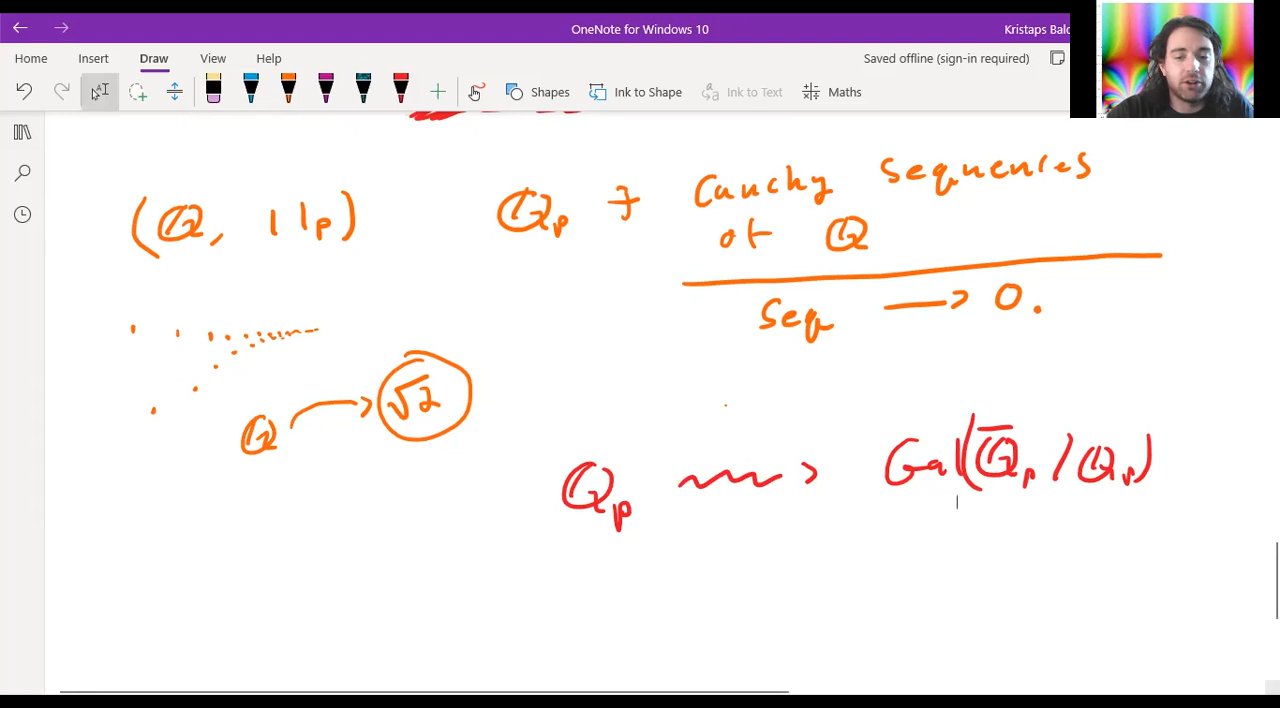 OneNote for Windows 10
Kristaps Balo
Home Insert Draw View Help
Saved offline (sign-in required)
Shapes Ink to Shape Ink to Text Maths
(ℚ, | |ₚ) ℚₚ Cauchy sequences
of ℚ
Seq → 0.
ℚ → √2
ℚₚ ⇝ Gal(ℚ̅ₚ/ℚₚ)